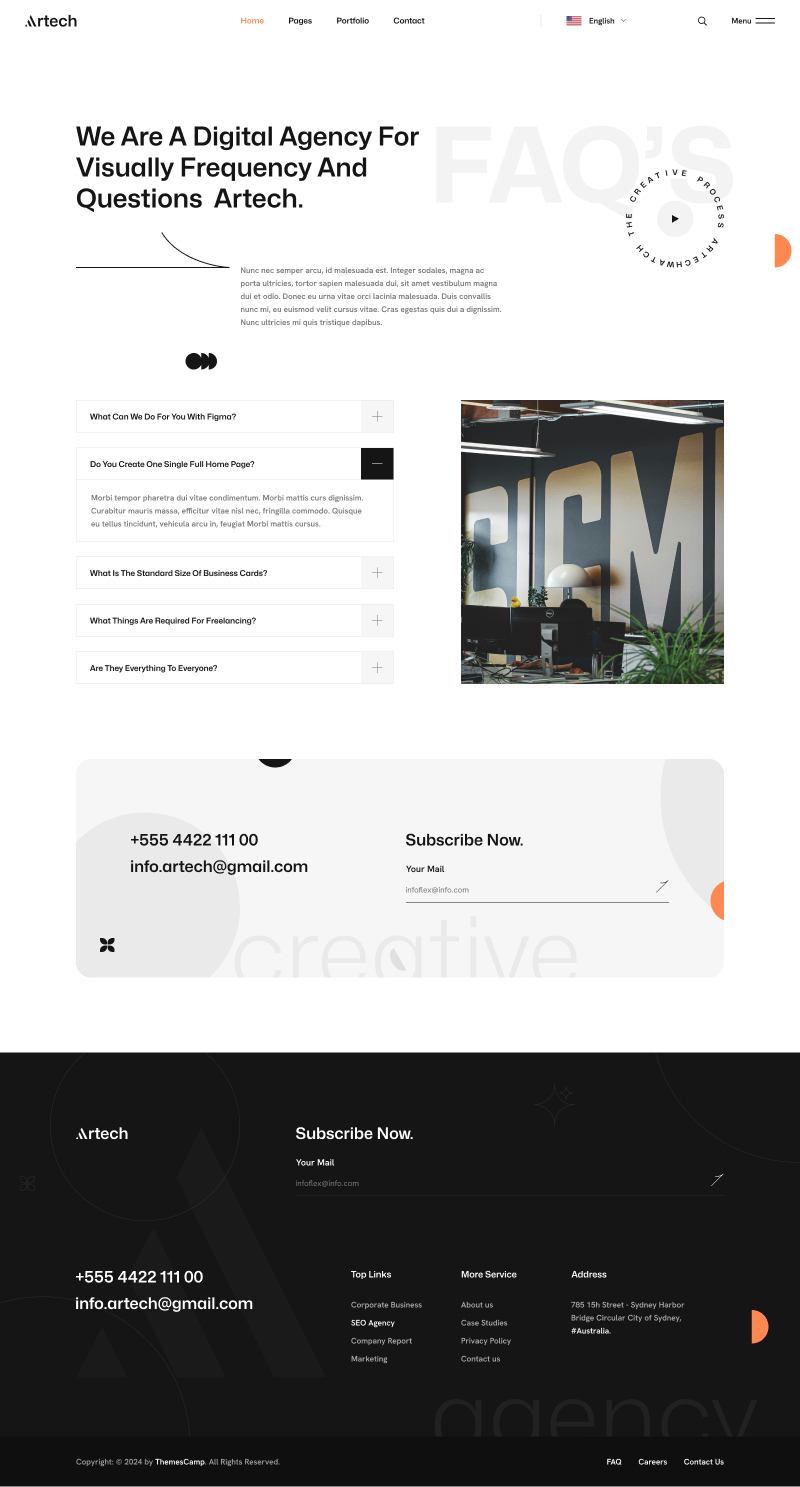 Artech
Home Pages Portfolio Contact
English
Menu
FAQ'S
We Are A Digital Agency For
Visually Frequency And
Questions Artech.
THE CREATIVE PROCESS ARTECHWATCH
Nunc nec semper arcu, id malesuada est. Integer sodales, magna ac
porta ultricies, tortor sapien malesuada dui, sit amet vestibulum magna
dui et odio. Donec eu urna vitae orci lacinia malesuada. Duis convallis
nunc mi, eu euismod velit cursus vitae. Cras egestas quis dui a dignissim.
Nunc ultricies mi quis tristique dapibus.
What Can We Do For You With Figma?
Do You Create One Single Full Home Page?
Morbi tempor pharetra dui vitae condimentum. Morbi mattis curs dignissim.
Curabitur mauris massa, efficitur vitae nisl nec, fringilla commodo. Quisque
eu tellus tincidunt, vehicula arcu in, feugiat Morbi mattis cursus.
What Is The Standard Size Of Business Cards?
What Things Are Required For Freelancing?
Are They Everything To Everyone?
+555 4422 111 00
info.artech@gmail.com
Subscribe Now.
Your Mail
infoflex@info.com
creative
Artech
Subscribe Now.
Your Mail
infoflex@info.com
+555 4422 111 00
info.artech@gmail.com
Top Links
Corporate Business
SEO Agency
Company Report
Marketing
More Service
About us
Case Studies
Privacy Policy
Contact us
Address
785 15h Street - Sydney Harbor
Bridge Circular City of Sydney,
#Australia.
agency
Copyright: © 2024 by ThemesCamp. All Rights Reserved.
FAQ Careers Contact Us